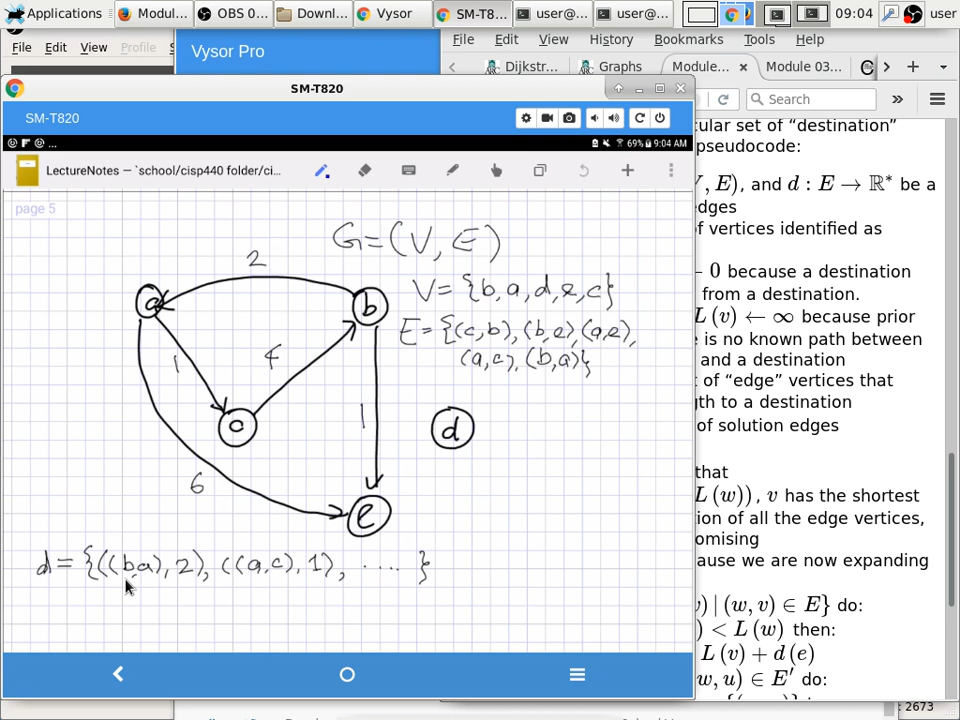 Applications
Modul...
OBS 0...
Downl...
Vysor
SM-T8...
user@...
user@...
09:04
user
File Edit View Profile
Vysor Pro
File Edit View History Bookmarks Tools Help
Dijkstr...
Graphs
Module...
Module 03...
Search
SM-T820
SM-T820
69% 9:04 AM
LectureNotes — `school/cisp440 folder/ci...
page 5
G=(V,E)
V={b,a,d,e,c}
E={(c,b),(b,e)(a,e),
(a,c),(b,a)}
2
a
b
1
4
c
1
d
6
e
d={((b,a),2),((a,c),1), .... }
cular set of “destination”
pseudocode:
, E), and d : E → ℝ* be a
edges
of vertices identified as
0 because a destination
from a destination.
L(v) ← ∞ because prior
e is no known path between
and a destination
t of “edge” vertices that
gth to a destination
of solution edges
that
L(w)), v has the shortest
ion of all the edge vertices,
omising
cause we are now expanding
v) | (w, v) ∈ E} do:
) < L(w) then:
L(v) + d(e)
w, u) ∈ E′ do:
: 2673